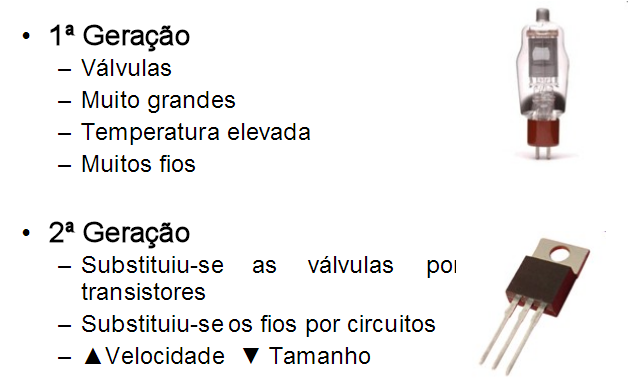 • 1ª Geração
– Válvulas
– Muito grandes
– Temperatura elevada
– Muitos fios
• 2ª Geração
– Substituiu-se as válvulas por
transistores
– Substituiu-se os fios por circuitos
– ▲Velocidade ▼ Tamanho